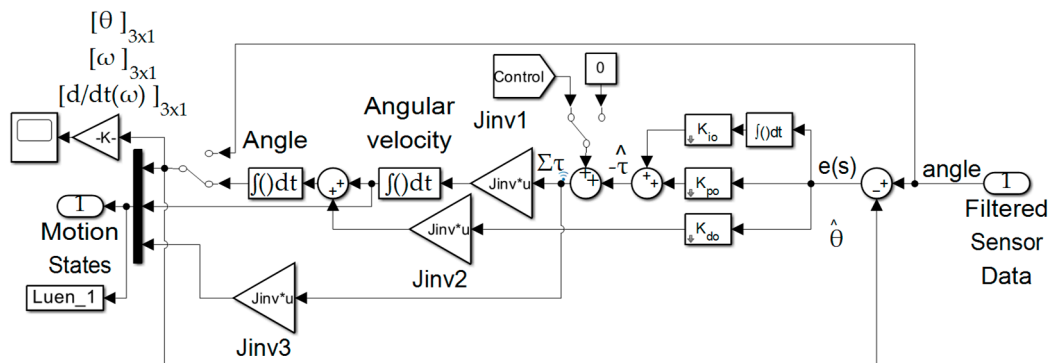 [θ]3x1
[ω]3x1
[d/dt(ω)]3x1
-K-
Angle
Angular
velocity
Jinv1
Control
0
∫()dt
∫()dt
Jinv*u
Στ
-τ̂
+
+
+
+
+
+
Kio
∫()dt
Kpo
Kdo
e(s)
-
+
angle
1
Filtered
Sensor
Data
θ̂
1
Motion
States
Luen_1
Jinv*u
Jinv2
Jinv*u
Jinv3